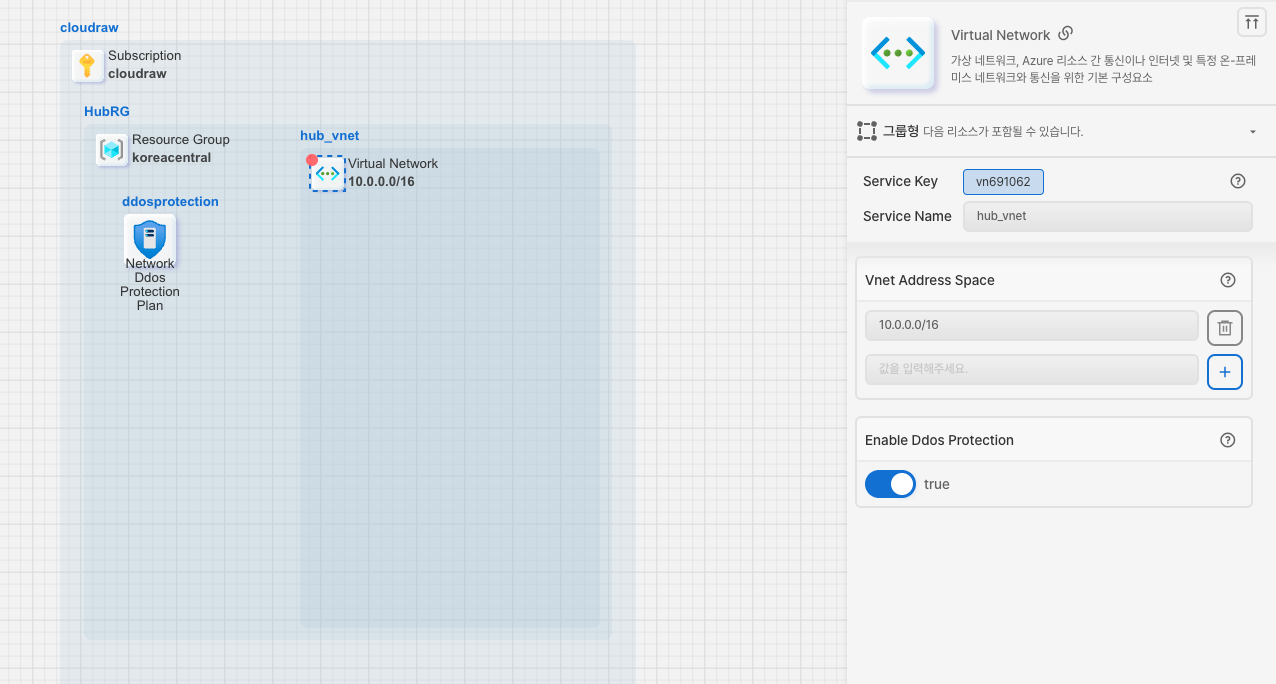 cloudraw
Subscription
cloudraw
HubRG
Resource Group
koreacentral
hub_vnet
Virtual Network
10.0.0.0/16
ddosprotection
Network
Ddos
Protection
Plan
Virtual Network
가상 네트워크, Azure 리소스 간 통신이나 인터넷 및 특정 온-프레
미스 네트워크와 통신을 위한 기본 구성요소
그룹형 다음 리소스가 포함될 수 있습니다.
Service Key vn691062
Service Name hub_vnet
Vnet Address Space
10.0.0.0/16
값을 입력해주세요.
Enable Ddos Protection
true